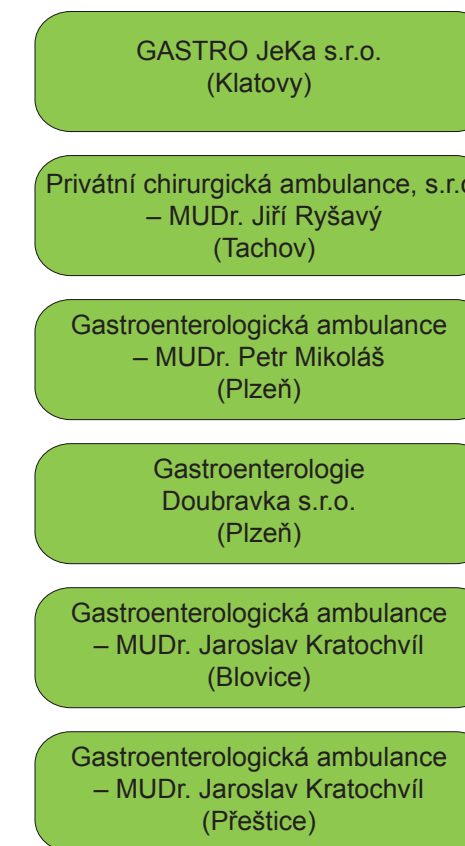 GASTRO JeKa s.r.o.
(Klatovy)
Privátní chirurgická ambulance, s.r.o
– MUDr. Jiří Ryšavý
(Tachov)
Gastroenterologická ambulance
– MUDr. Petr Mikoláš
(Plzeň)
Gastroenterologie
Doubravka s.r.o.
(Plzeň)
Gastroenterologická ambulance
– MUDr. Jaroslav Kratochvíl
(Blovice)
Gastroenterologická ambulance
– MUDr. Jaroslav Kratochvíl
(Přeštice)